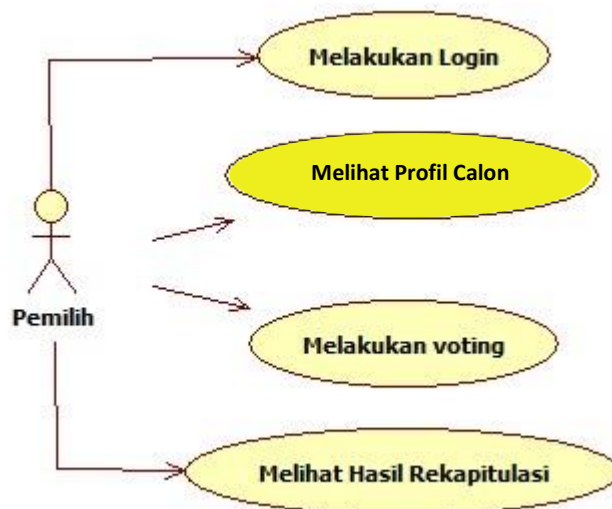 Melakukan Login
Melihat Profil Calon
Pemilih
Melakukan voting
Melihat Hasil Rekapitulasi